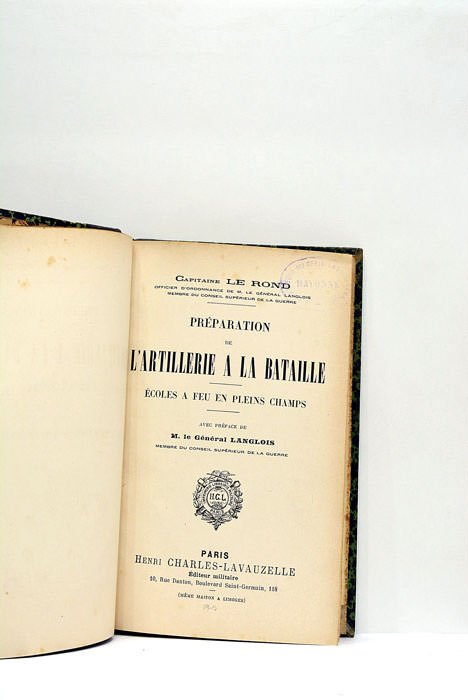 CAPITAINE LE ROND
OFFICIER D'ORDONNANCE DE M. LE GÉNÉRAL LANGLOIS
MEMBRE DU CONSEIL SUPÉRIEUR DE LA GUERRE
PRÉPARATION
DE
L'ARTILLERIE A LA BATAILLE
ÉCOLES A FEU EN PLEINS CHAMPS
AVEC PRÉFACE DE
M. le Général LANGLOIS
MEMBRE DU CONSEIL SUPÉRIEUR DE LA GUERRE
H.C.L.
PARIS
HENRI CHARLES-LAVAUZELLE
Éditeur militaire
10, Rue Danton, Boulevard Saint-Germain, 118
(MÊME MAISON A LIMOGES)